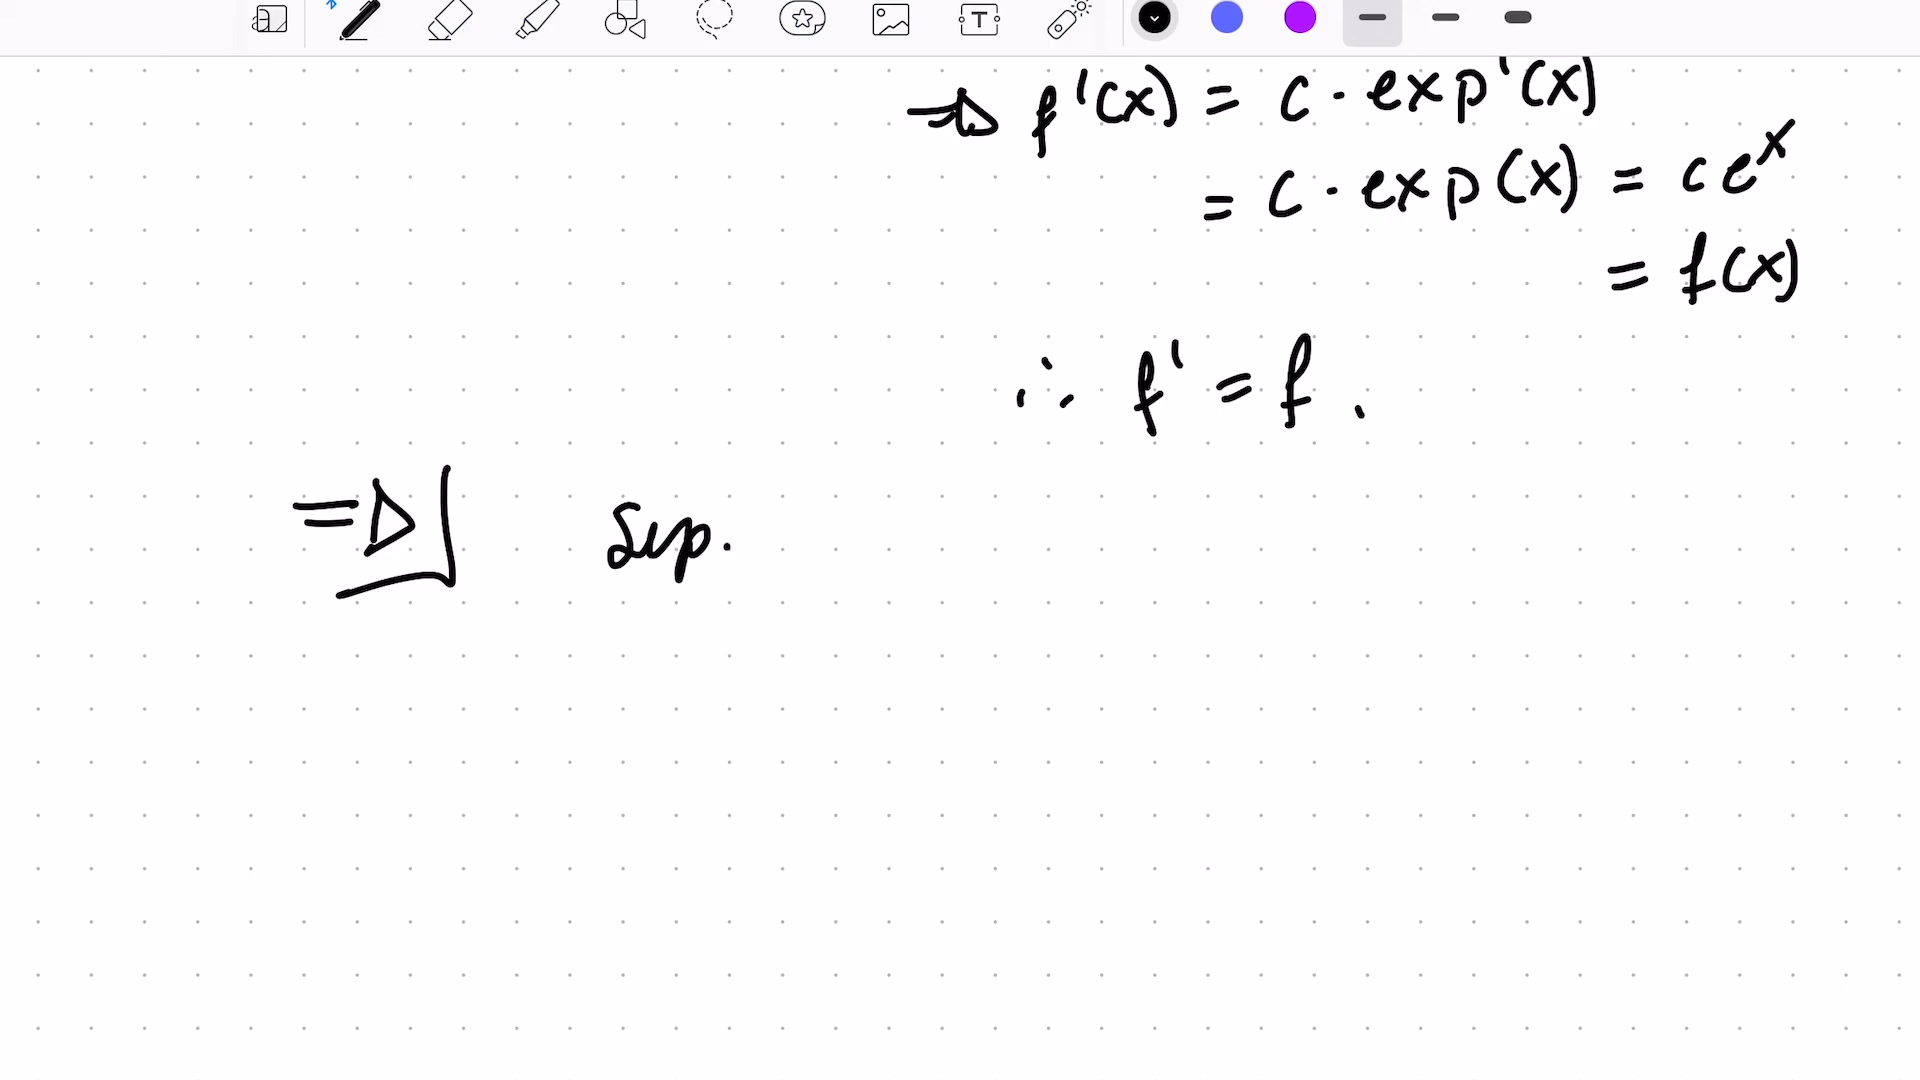 → f'(x) = c · exp'(x)
= c · exp(x) = ce^x
= f(x)
∴ f' = f .
⇒| Sup.